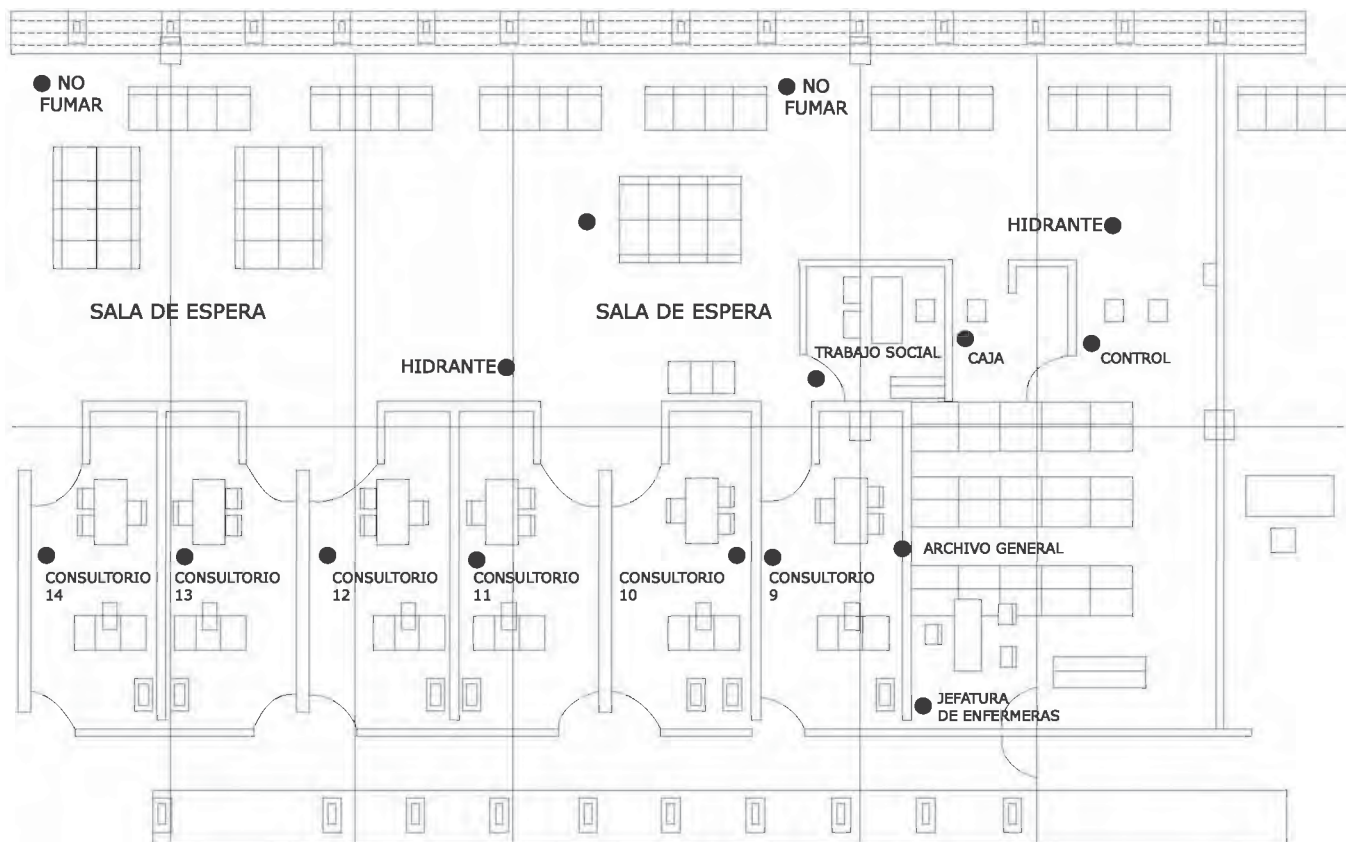 NO
FUMAR
NO
FUMAR
HIDRANTE
SALA DE ESPERA
SALA DE ESPERA
TRABAJO SOCIAL
CAJA
CONTROL
HIDRANTE
CONSULTORIO
14
CONSULTORIO
13
CONSULTORIO
12
CONSULTORIO
11
CONSULTORIO
10
CONSULTORIO
9
ARCHIVO GENERAL
JEFATURA
DE ENFERMERAS